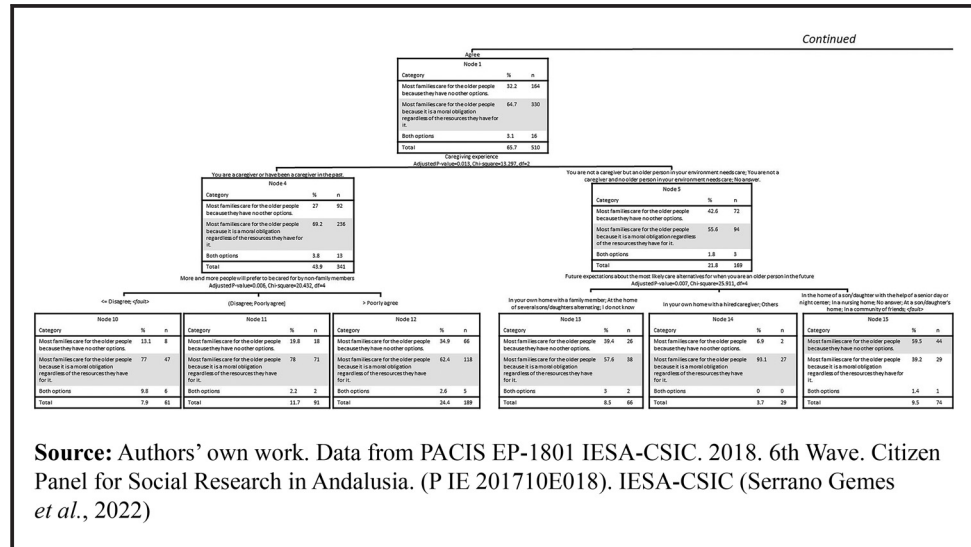 Continued
Agree
Node 1
Category % n
Most families care for the older people 32.2 164
because they have no other options.
Most families care for the older people 64.7 330
because it is a moral obligation
regardless of the resources they have for
it.
Both options 3.1 16
Total 65.7 510
Caregiving experience
Adjusted P-value=0.013, Chi-square=13.297, df=2
You are a caregiver or have been a caregiver in the past.
Node 4
Category % n
Most families care for the older people 27 92
because they have no other options.
Most families care for the older people 69.2 236
because it is a moral obligation
regardless of the resources they have for
it.
Both options 3.8 13
Total 43.9 341
You are not a caregiver but an older person in your environment needs care; You are not a
caregiver and no older person in your environment needs care; No answer.
Node 5
Category % n
Most families care for the older people 42.6 72
because they have no other options.
Most families care for the older people 55.6 94
because it is a moral obligation regardless
of the resources they have for it.
Both options 1.8 3
Total 21.8 169
More and more people will prefer to be cared for by non-family members
Adjusted P-value=0.006, Chi-square=20.432, df=4
<= Disagree; <fault>
Node 10
Category % n
Most families care for the older people 13.1 8
because they have no other options.
Most families care for the older people 77 47
because it is a moral obligation
regardless of the resources they have
for it.
Both options 9.8 6
Total 7.9 61
(Disagree; Poorly agree]
Node 11
Category % n
Most families care for the older people 19.8 18
because they have no other options.
Most families care for the older people 78 71
because it is a moral obligation
regardless of the resources they have
for it.
Both options 2.2 2
Total 11.7 91
> Poorly agree
Node 12
Category % n
Most families care for the older people 34.9 66
because they have no other options.
Most families care for the older people 62.4 118
because it is a moral obligation
regardless of the resources they have
for it.
Both options 2.6 5
Total 24.4 189
Future expectations about the most likely care alternatives for when you are an older person in the future
Adjusted P-value=0.007, Chi-square=25.911, df=4
In your own home with a family member; At the home
of several sons/daughters alternating; I do not know
Node 13
Category % n
Most families care for the older people 39.4 26
because they have no other options.
Most families care for the older people 57.6 38
because it is a moral obligation
regardless of the resources they have
for it.
Both options 3 2
Total 8.5 66
In your own home with a hired caregiver; Others
Node 14
Category % n
Most families care for the older people 6.9 2
because they have no other options.
Most families care for the older people 93.1 27
because it is a moral obligation
regardless of the resources they have
for it.
Both options 0 0
Total 3.7 29
In the home of a son/daughter with the help of a senior day or
night center; In a nursing home; No answer; At a son/daughter's
home; In a community of friends; <fault>
Node 15
Category % n
Most families care for the older people 59.5 44
because they have no other options.
Most families care for the older people 39.2 29
because it is a moral obligation
regardless of the resources they have
for it.
Both options 1.4 1
Total 9.5 74
Source: Authors' own work. Data from PACIS EP-1801 IESA-CSIC. 2018. 6th Wave. Citizen
Panel for Social Research in Andalusia. (P IE 201710E018). IESA-CSIC (Serrano Gemes
et al., 2022)